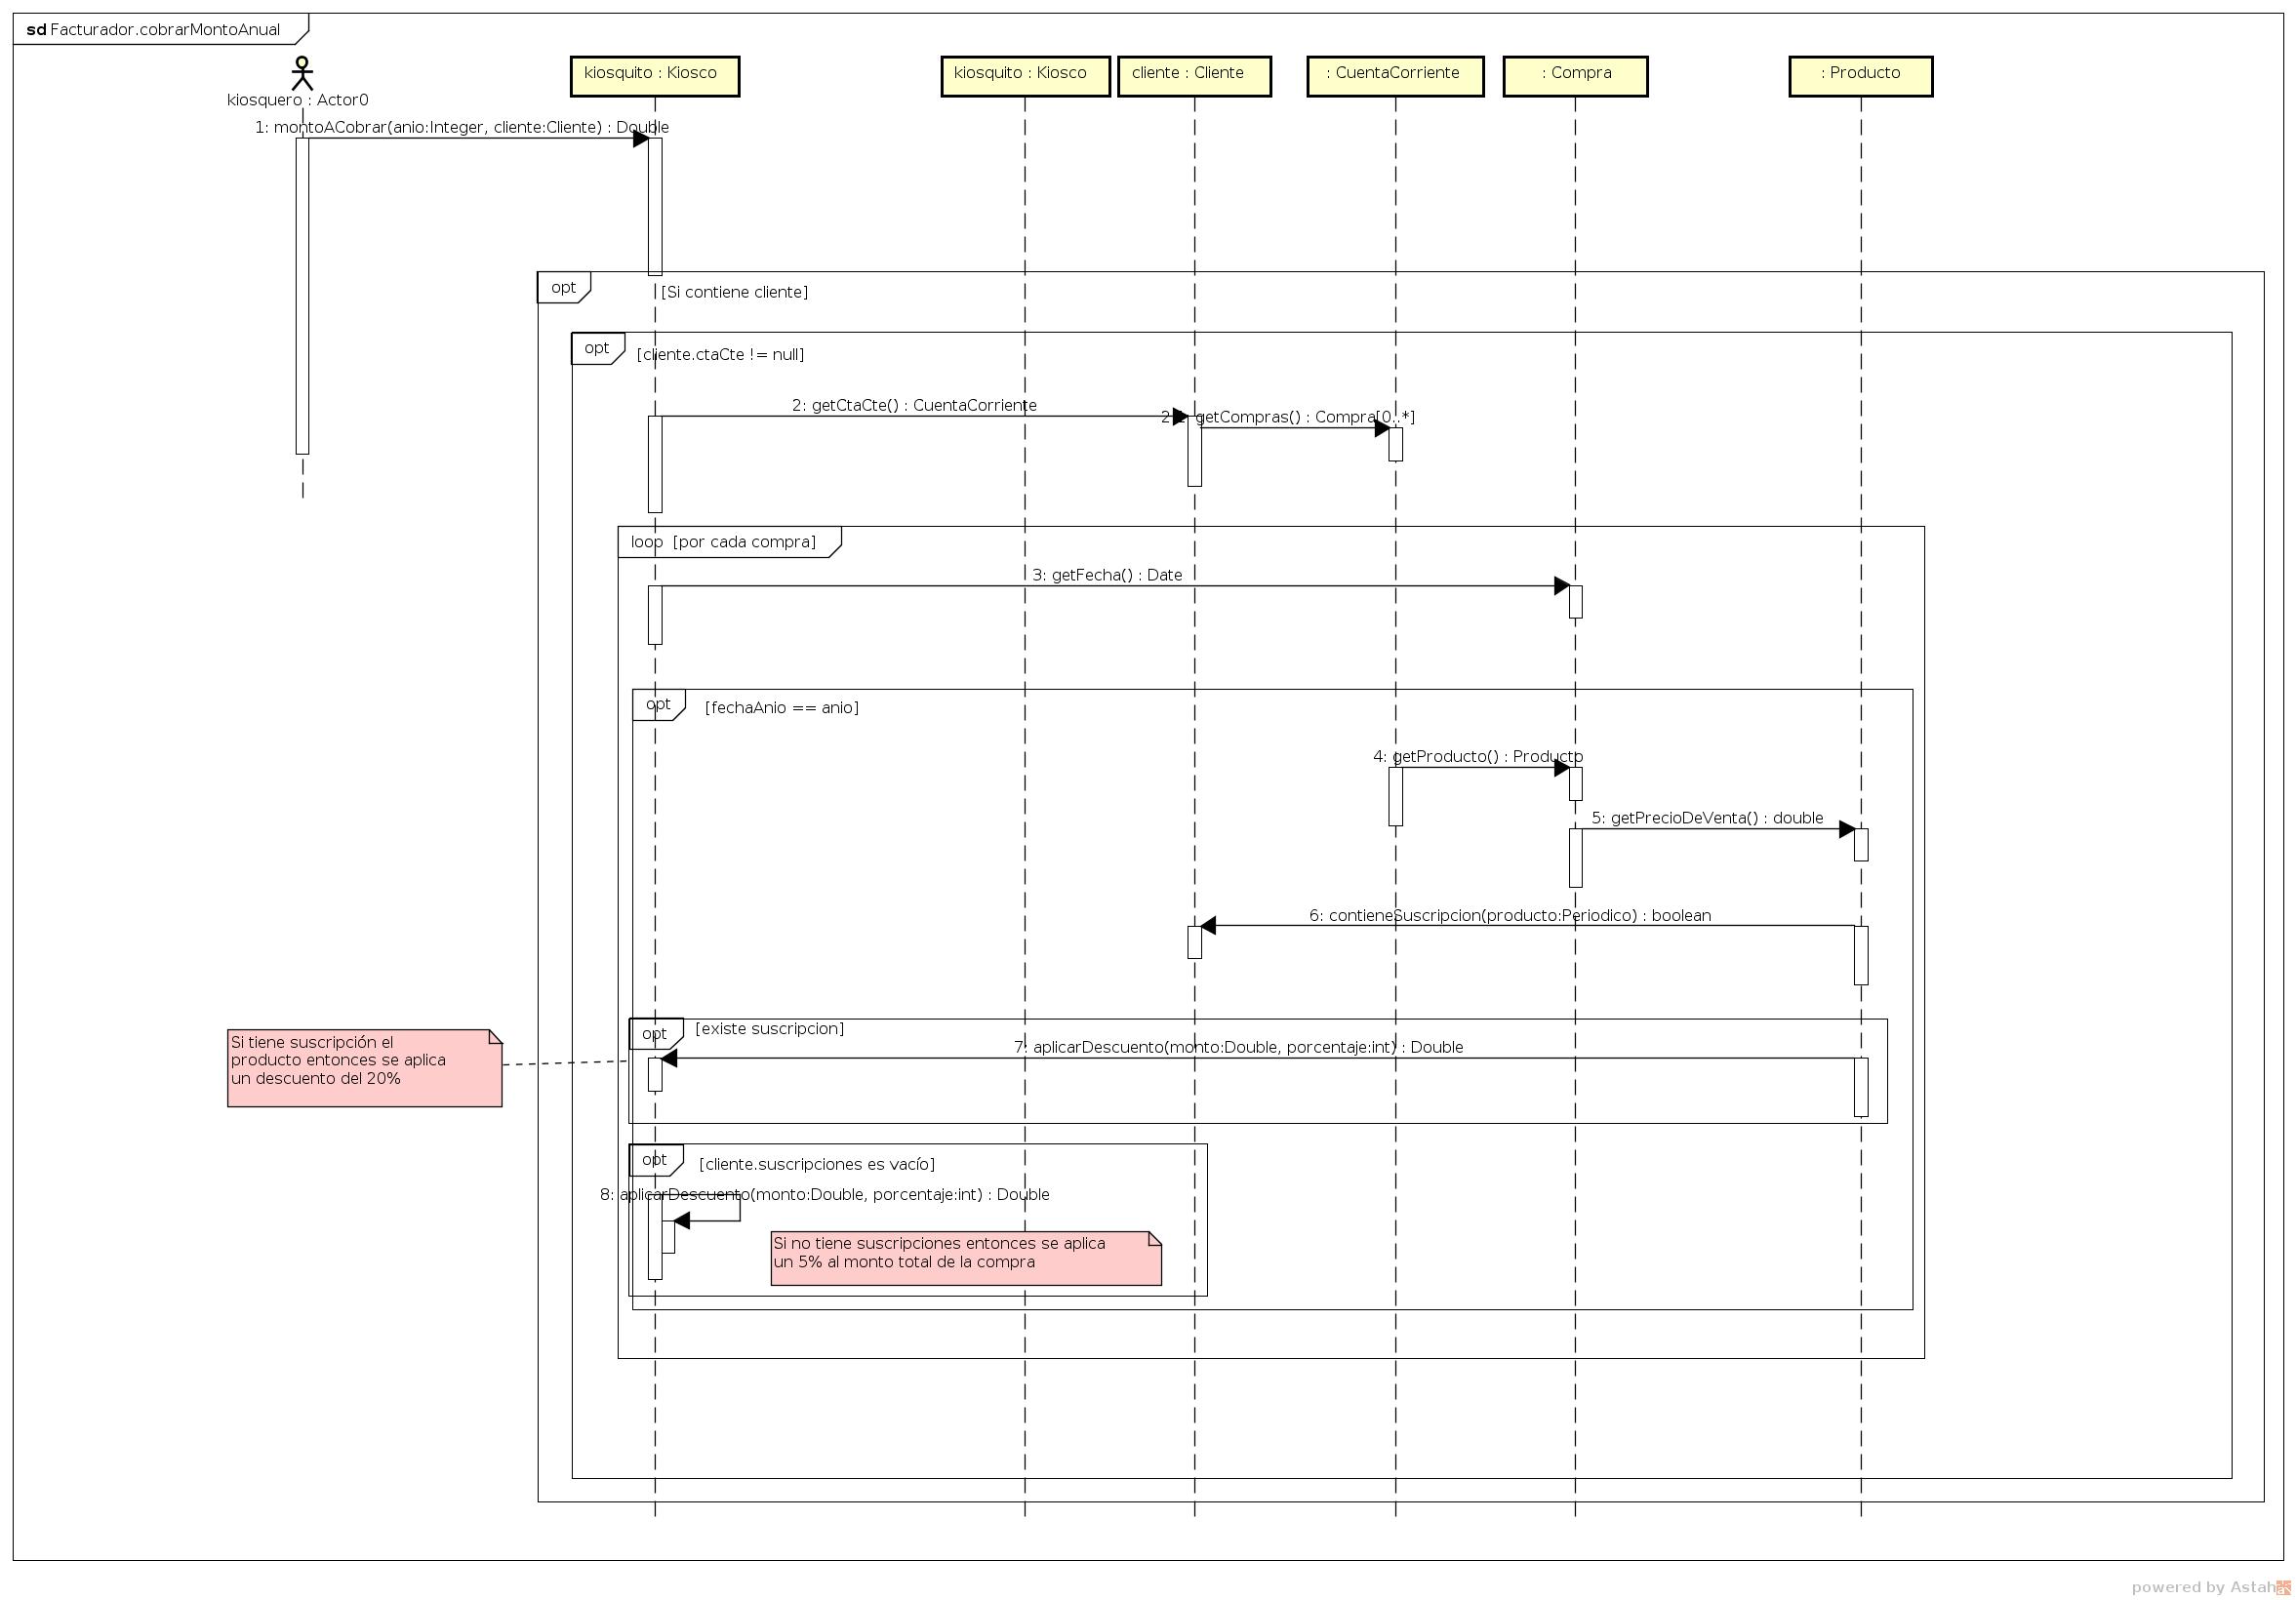 sd Facturador.cobrarMontoAnual
kiosquero : Actor0
kiosquito : Kiosco
kiosquito : Kiosco
cliente : Cliente
: CuentaCorriente
: Compra
: Producto
1: montoACobrar(anio:Integer, cliente:Cliente) : Double
opt
[Si contiene cliente]
opt
[cliente.ctaCte != null]
2: getCtaCte() : CuentaCorriente
getCompras() : Compra[0..*]
loop [por cada compra]
3: getFecha() : Date
opt
[fechaAnio == anio]
4: getProducto() : Producto
5: getPrecioDeVenta() : double
6: contieneSuscripcion(producto:Periodico) : boolean
opt
[existe suscripcion]
7: aplicarDescuento(monto:Double, porcentaje:int) : Double
Si tiene suscripción el
producto entonces se aplica
un descuento del 20%
opt
[cliente.suscripciones es vacío]
8: aplicarDescuento(monto:Double, porcentaje:int) : Double
Si no tiene suscripciones entonces se aplica
un 5% al monto total de la compra
powered by Astah